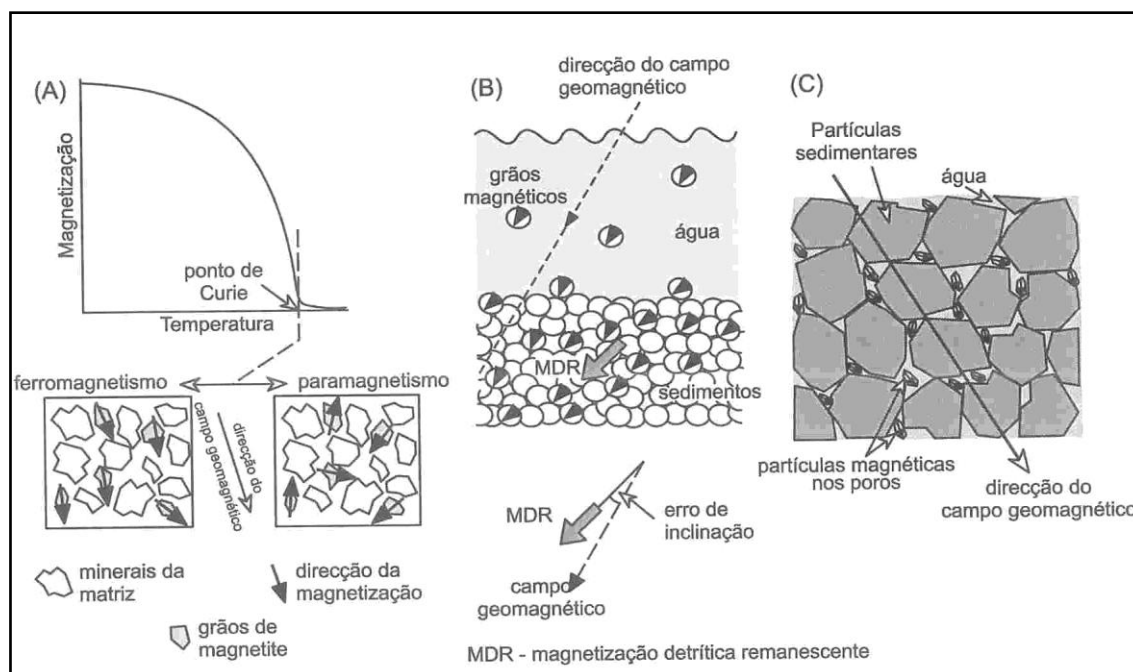 (A)
Magnetização
ponto de
Curie
Temperatura
ferromagnetismo
paramagnetismo
direcção do
campo geomagnético
minerais da
matriz
direcção da
magnetização
grãos de
magnetite
(B)
direcção do campo
geomagnético
grãos
magnéticos
água
MDR
sedimentos
MDR
erro de
inclinação
campo
geomagnético
MDR - magnetização detrítica remanescente
(C)
Partículas
sedimentares
água
partículas magnéticas
nos poros
direcção do
campo geomagnético